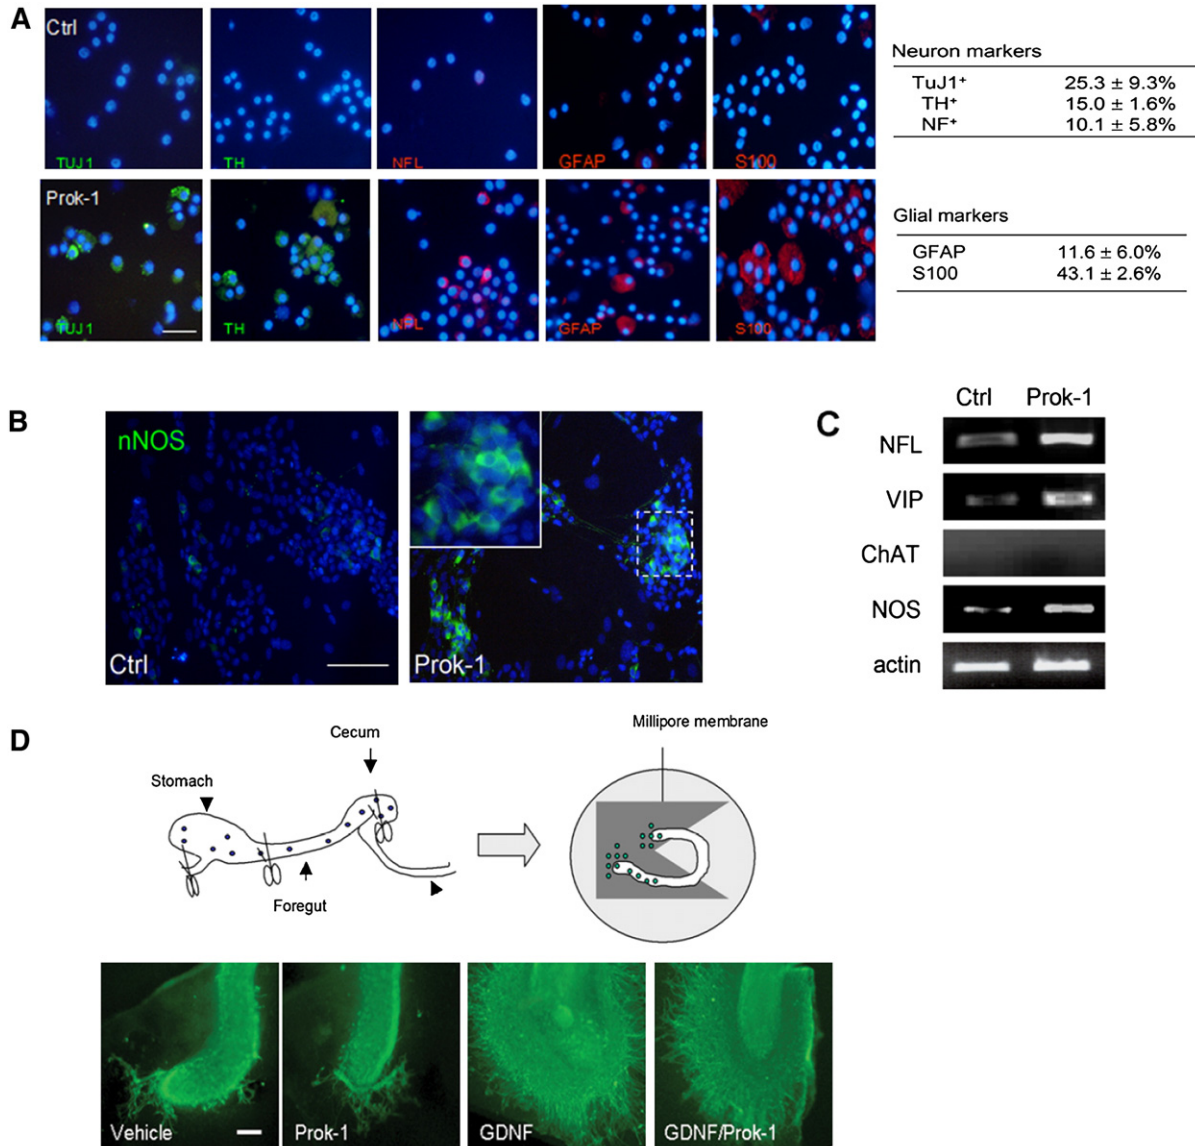 A
Ctrl
TUJ1
TH
NFL
GFAP
S100
Neuron markers
TuJ1⁺ 25.3 ± 9.3%
TH⁺ 15.0 ± 1.6%
NF⁺ 10.1 ± 5.8%
Prok-1
TUJ1
TH
NFL
GFAP
S100
Glial markers
GFAP 11.6 ± 6.0%
S100 43.1 ± 2.6%
B
nNOS
Ctrl
Prok-1
C
Ctrl Prok-1
NFL
VIP
ChAT
NOS
actin
D
Stomach
Cecum
Foregut
Millipore membrane
Vehicle
Prok-1
GDNF
GDNF/Prok-1